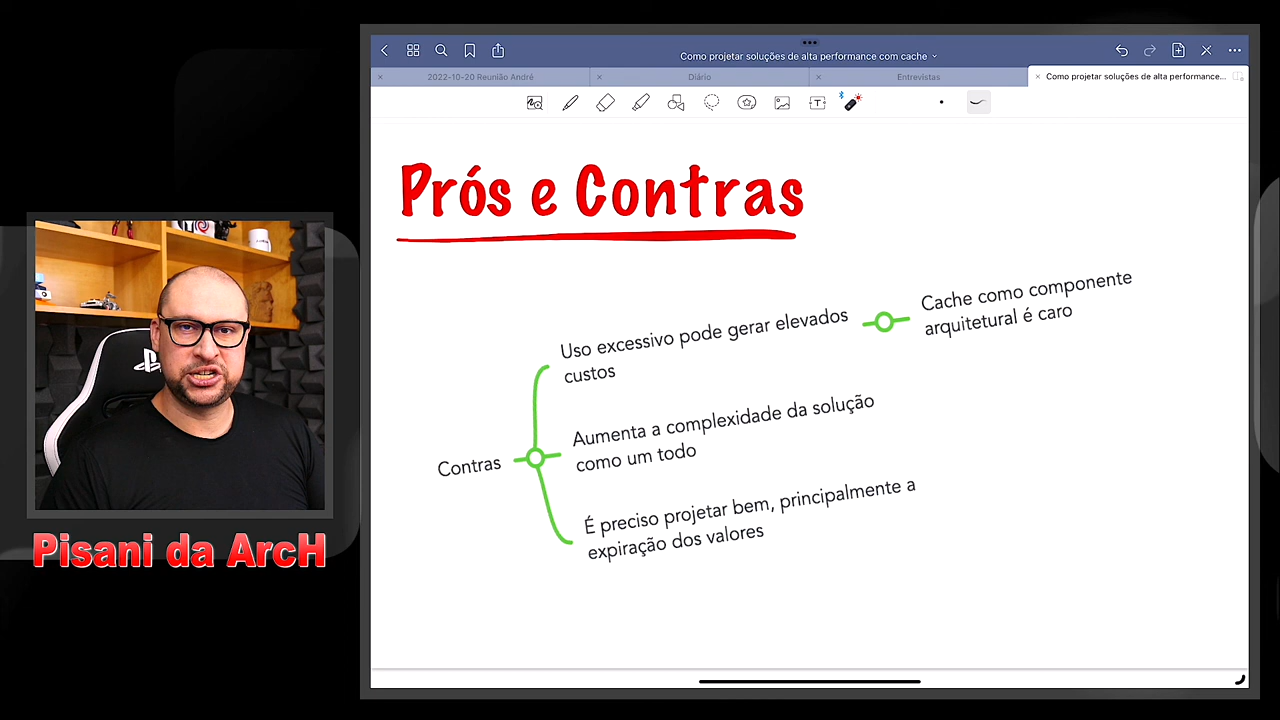 Como projetar soluções de alta performance com cache
2022-10-20 Reunião André
Diário
Entrevistas
Como projetar soluções de alta performance...
Prós e Contras
Contras
Uso excessivo pode gerar elevados
custos
Cache como componente
arquitetural é caro
Aumenta a complexidade da solução
como um todo
É preciso projetar bem, principalmente a
expiração dos valores
Pisani da ArcH